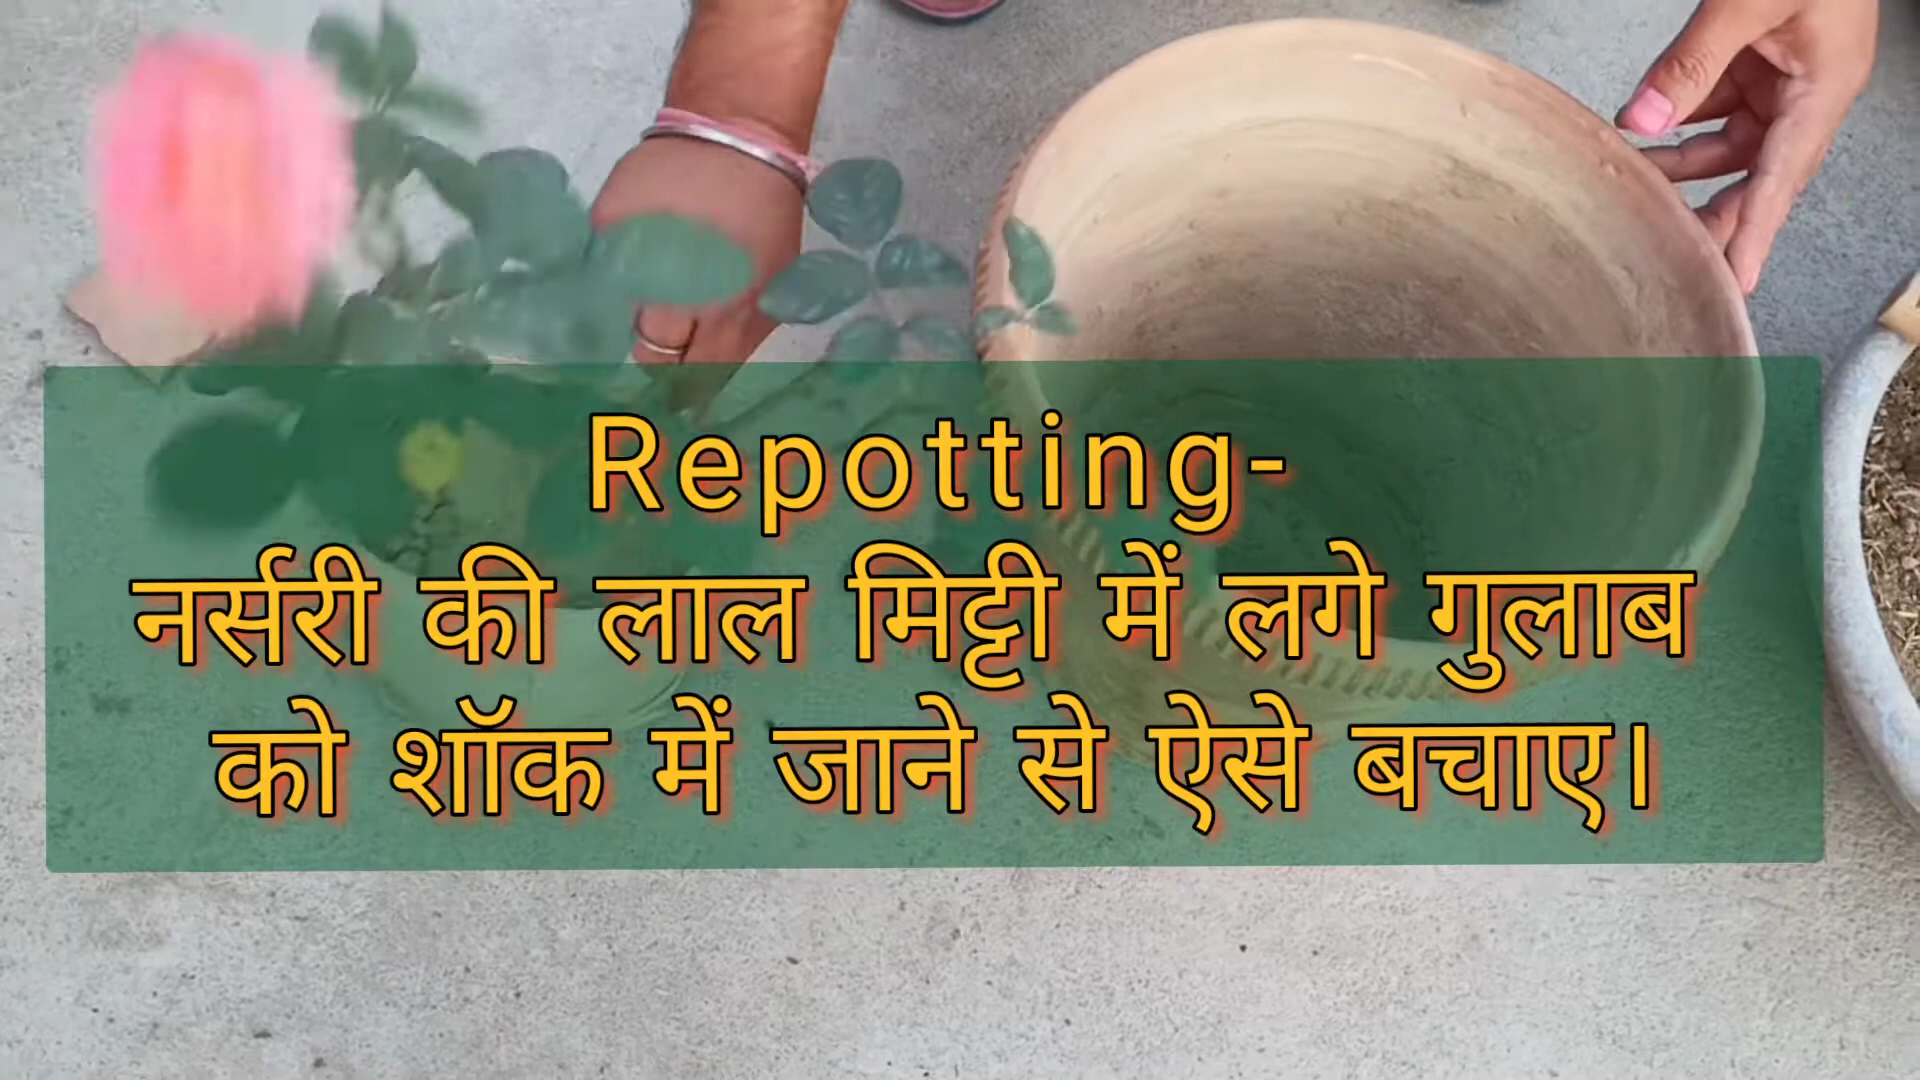 Repotting-
नर्सरी की लाल मिट्टी में लगे गुलाब
को शॉक में जाने से ऐसे बचाए।